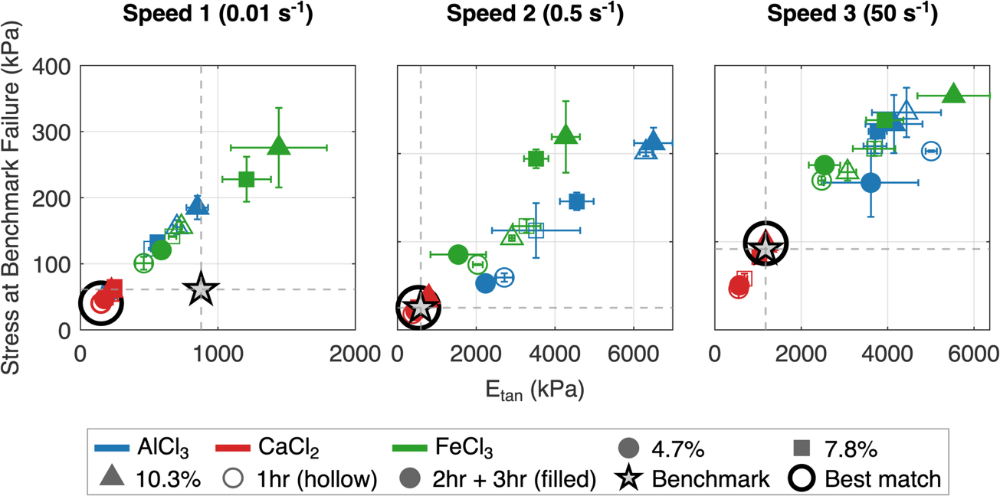 Speed 1 (0.01 s-1)
Speed 2 (0.5 s-1)
Speed 3 (50 s-1)
Stress at Benchmark Failure (kPa)
400
300
200
100
0
0 1000 2000
0 2000 4000 6000
0 2000 4000 6000
Etan (kPa)
AlCl3 CaCl2 FeCl3 4.7% 7.8%
10.3% 1hr (hollow) 2hr + 3hr (filled) Benchmark Best match